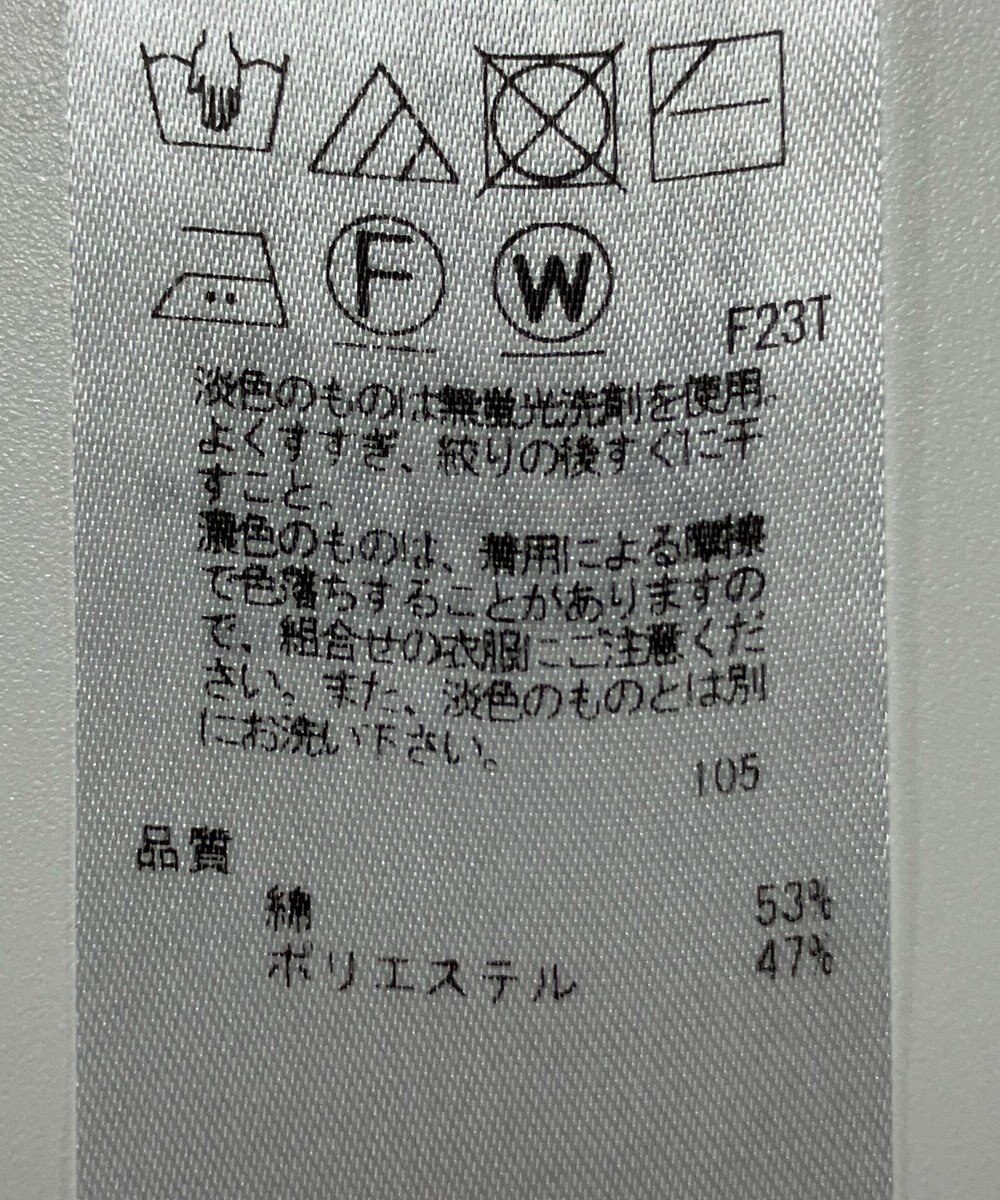 F W F23T
淡色のものは無蛍光洗剤を使用。
よくすすぎ、絞りの後すぐに干
すこと。
濃色のものは、着用による摩擦
で色落ちすることがありますの
で、組合せの衣服にご注意くだ
さい。また、淡色のものとは別
にお洗い下さい。
105
品質
綿 53%
ポリエステル 47%